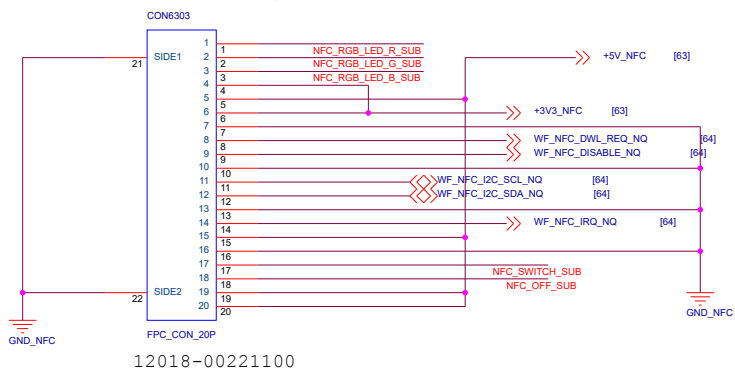 CON6303
1
1
NFC_RGB_LED_R_SUB
21
SIDE1
2
2
NFC_RGB_LED_G_SUB
+5V_NFC [63]
3
3
NFC_RGB_LED_B_SUB
4
4
5
5
6
6
+3V3_NFC [63]
7
7
8
8
WF_NFC_DWL_REQ_NQ [64]
9
9
WF_NFC_DISABLE_NQ [64]
10
10
11
11
WF_NFC_I2C_SCL_NQ [64]
12
12
WF_NFC_I2C_SDA_NQ [64]
13
13
14
14
WF_NFC_IRQ_NQ [64]
15
15
16
16
17
17
NFC_SWITCH_SUB
18
18
NFC_OFF_SUB
22
SIDE2
19
19
20
20
GND_NFC
FPC_CON_20P
GND_NFC
12018-00221100